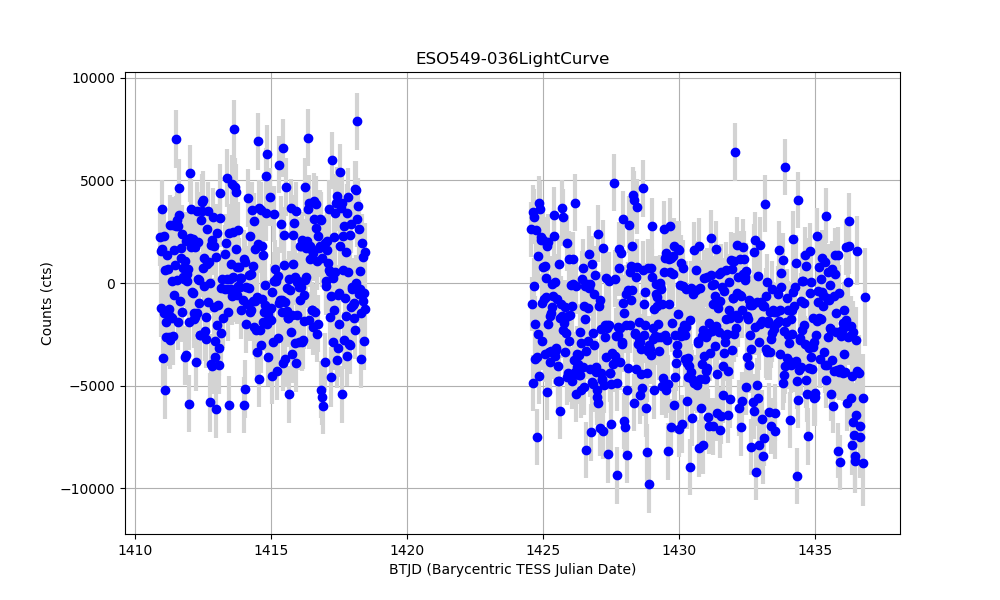 ESO549-036LightCurve
10000
5000
0
−5000
−10000
Counts (cts)
1410 1415 1420 1425 1430 1435
BTJD (Barycentric TESS Julian Date)